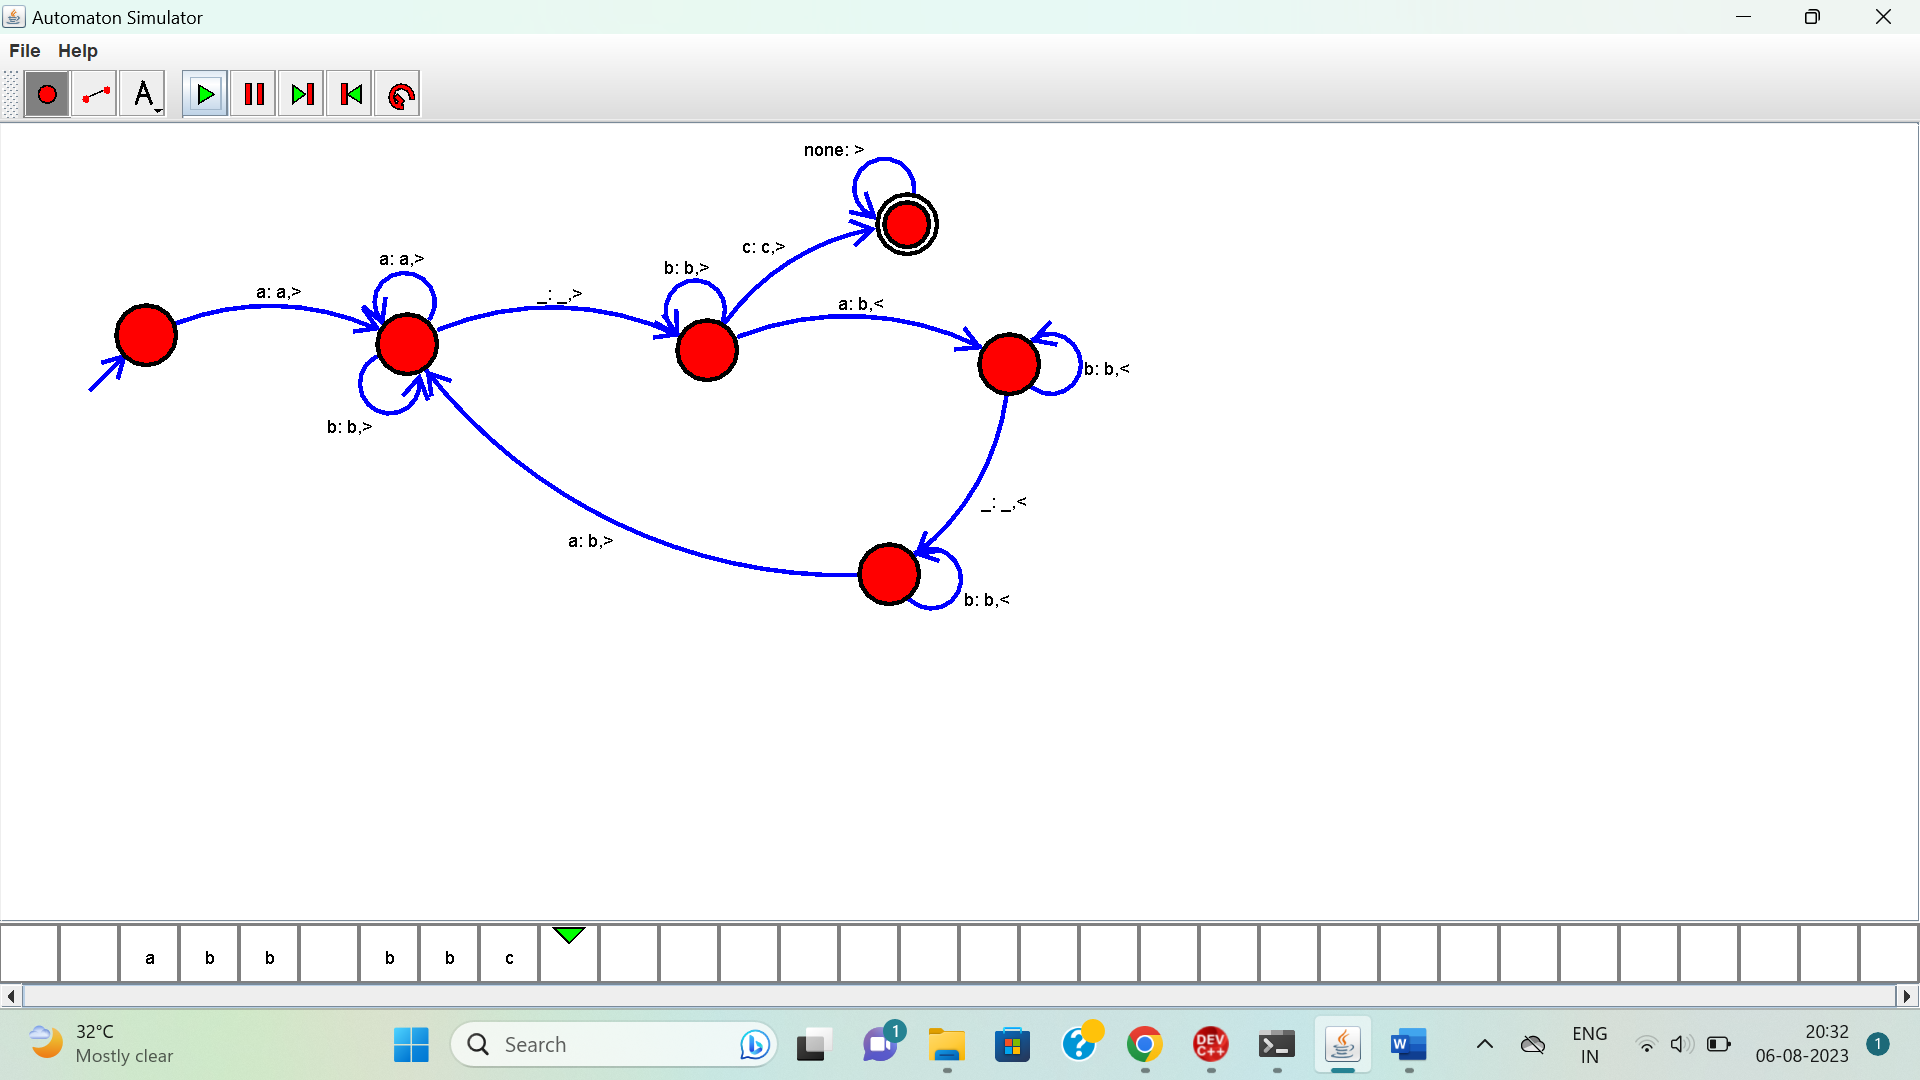 Automaton Simulator
File Help
A
none: >
c: c,>
a: a,>
b: b,>
a: a,>
_: _,>
a: b,<
b: b,<
b: b,>
_: _,<
a: b,>
b: b,<
a b b b b c
32°C
Mostly clear
Search
1
DEV
C++
W
ENG
IN
20:32
06-08-2023
1